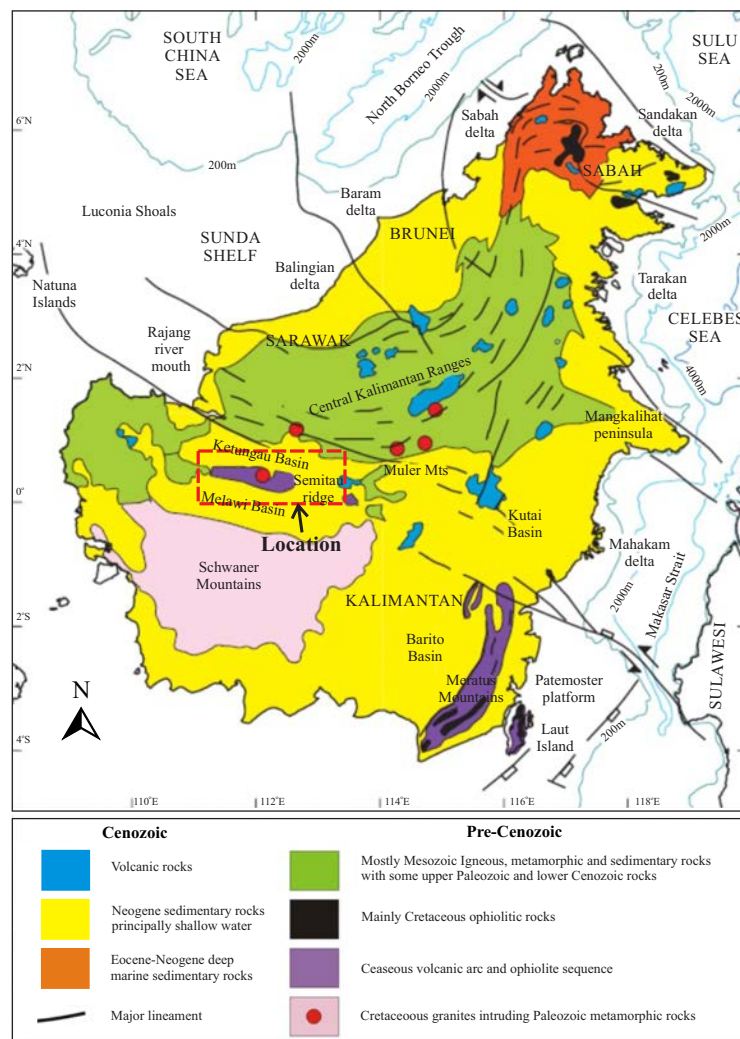 SOUTH
CHINA
SEA
2000m
North Borneo Trough
2000m
SULU
SEA
200m
2000m
Sabah
delta
Sandakan
delta
6°N
200m
SABAH
Baram
delta
Luconia Shoals
BRUNEI
2000m
SUNDA
SHELF
4°N
Balingian
delta
Tarakan
delta
Natuna
Islands
CELEBES
SEA
Rajang
river
mouth
SARAWAK
4000m
2°N
Central Kalimantan Ranges
Mangkalihat
peninsula
Ketungau Basin
Muler Mts
Semitau
ridge
0°
Melawi Basin
Kutai
Basin
Location
Mahakam
delta
Schwaner
Mountains
2000m
Makasar Strait
KALIMANTAN
2°S
Barito
Basin
SULAWESI
Meratus
Mountains
Patemoster
platform
N
200m
Laut
Island
4°S
110°E
112°E
114°E
116°E
118°E
Cenozoic
Volcanic rocks
Neogene sedimentary rocks
principally shallow water
Eocene-Neogene deep
marine sedimentary rocks
Major lineament
Pre-Cenozoic
Mostly Mesozoic Igneous, metamorphic and sedimentary rocks
with some upper Paleozoic and lower Cenozoic rocks
Mainly Cretaceous ophiolitic rocks
Ceaseous volcanic arc and ophiolite sequence
Cretaceoous granites intruding Paleozoic metamorphic rocks